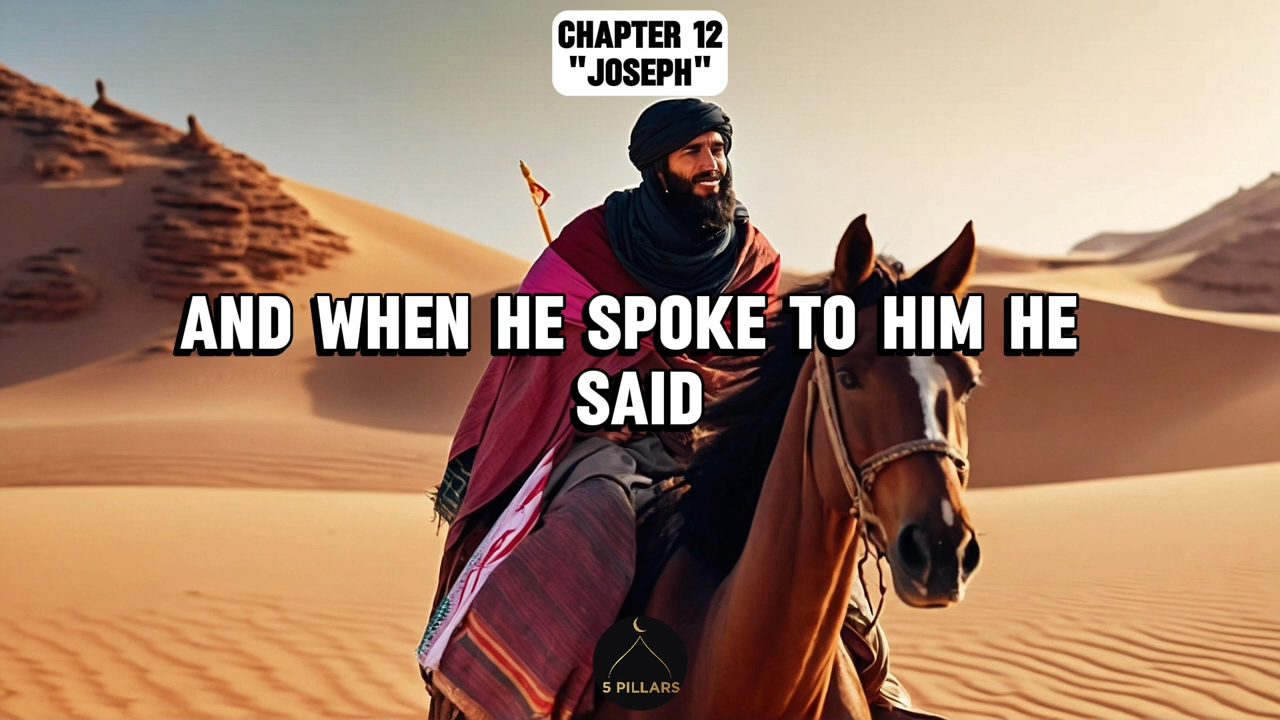 CHAPTER 12
"JOSEPH"
AND WHEN HE SPOKE TO HIM HE
SAID
5 PILLARS